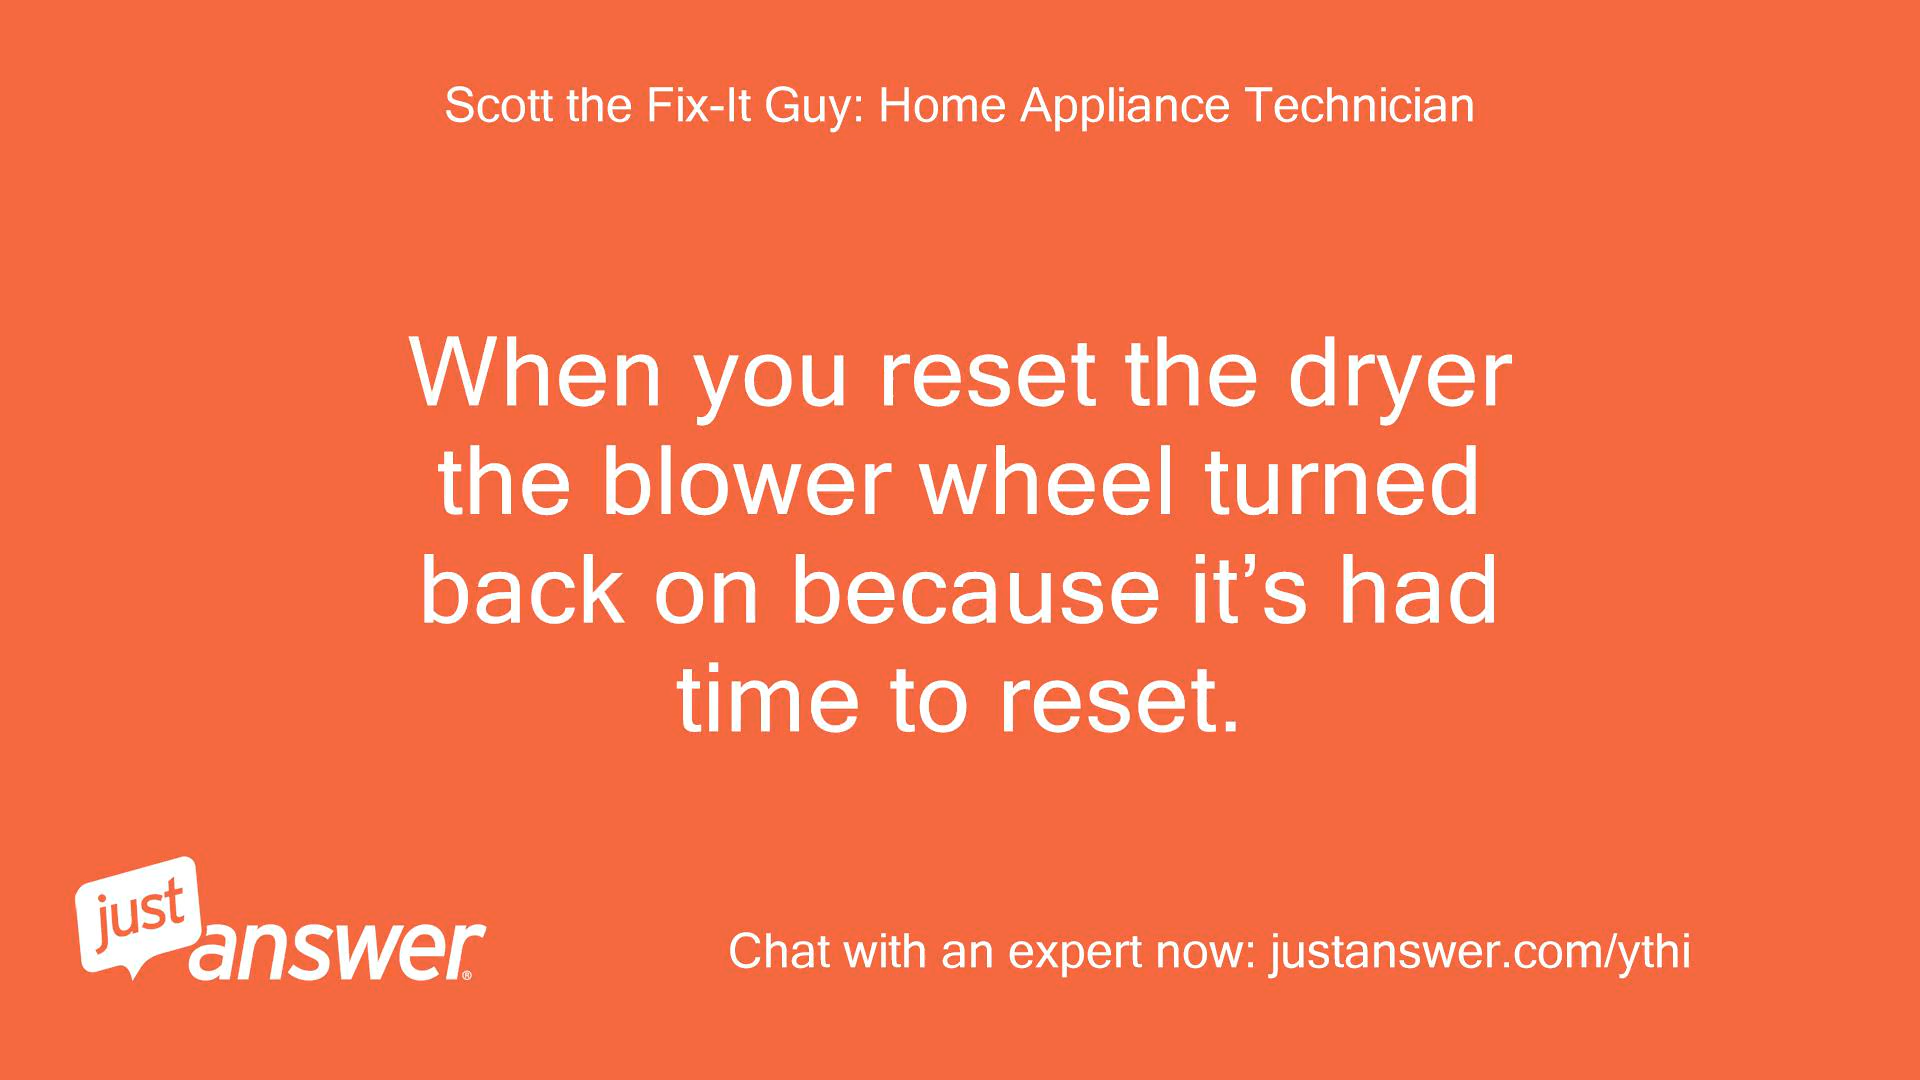 Scott the Fix-It Guy: Home Appliance Technician
When you reset the dryer
the blower wheel turned
back on because it’s had
time to reset.
just
answer®
Chat with an expert now: justanswer.com/ythi